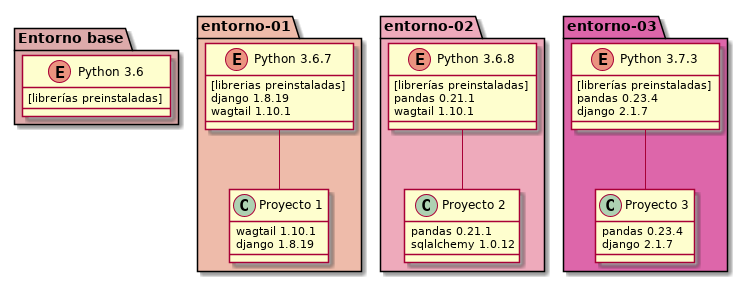 Entorno base
E Python 3.6
[librerías preinstaladas]
entorno-01
E Python 3.6.7
[librerias preinstaladas]
django 1.8.19
wagtail 1.10.1
C Proyecto 1
wagtail 1.10.1
django 1.8.19
entorno-02
E Python 3.6.8
[librerias preinstaladas]
pandas 0.21.1
wagtail 1.10.1
C Proyecto 2
pandas 0.21.1
sqlalchemy 1.0.12
entorno-03
E Python 3.7.3
[librerias preinstaladas]
pandas 0.23.4
django 2.1.7
C Proyecto 3
pandas 0.23.4
django 2.1.7